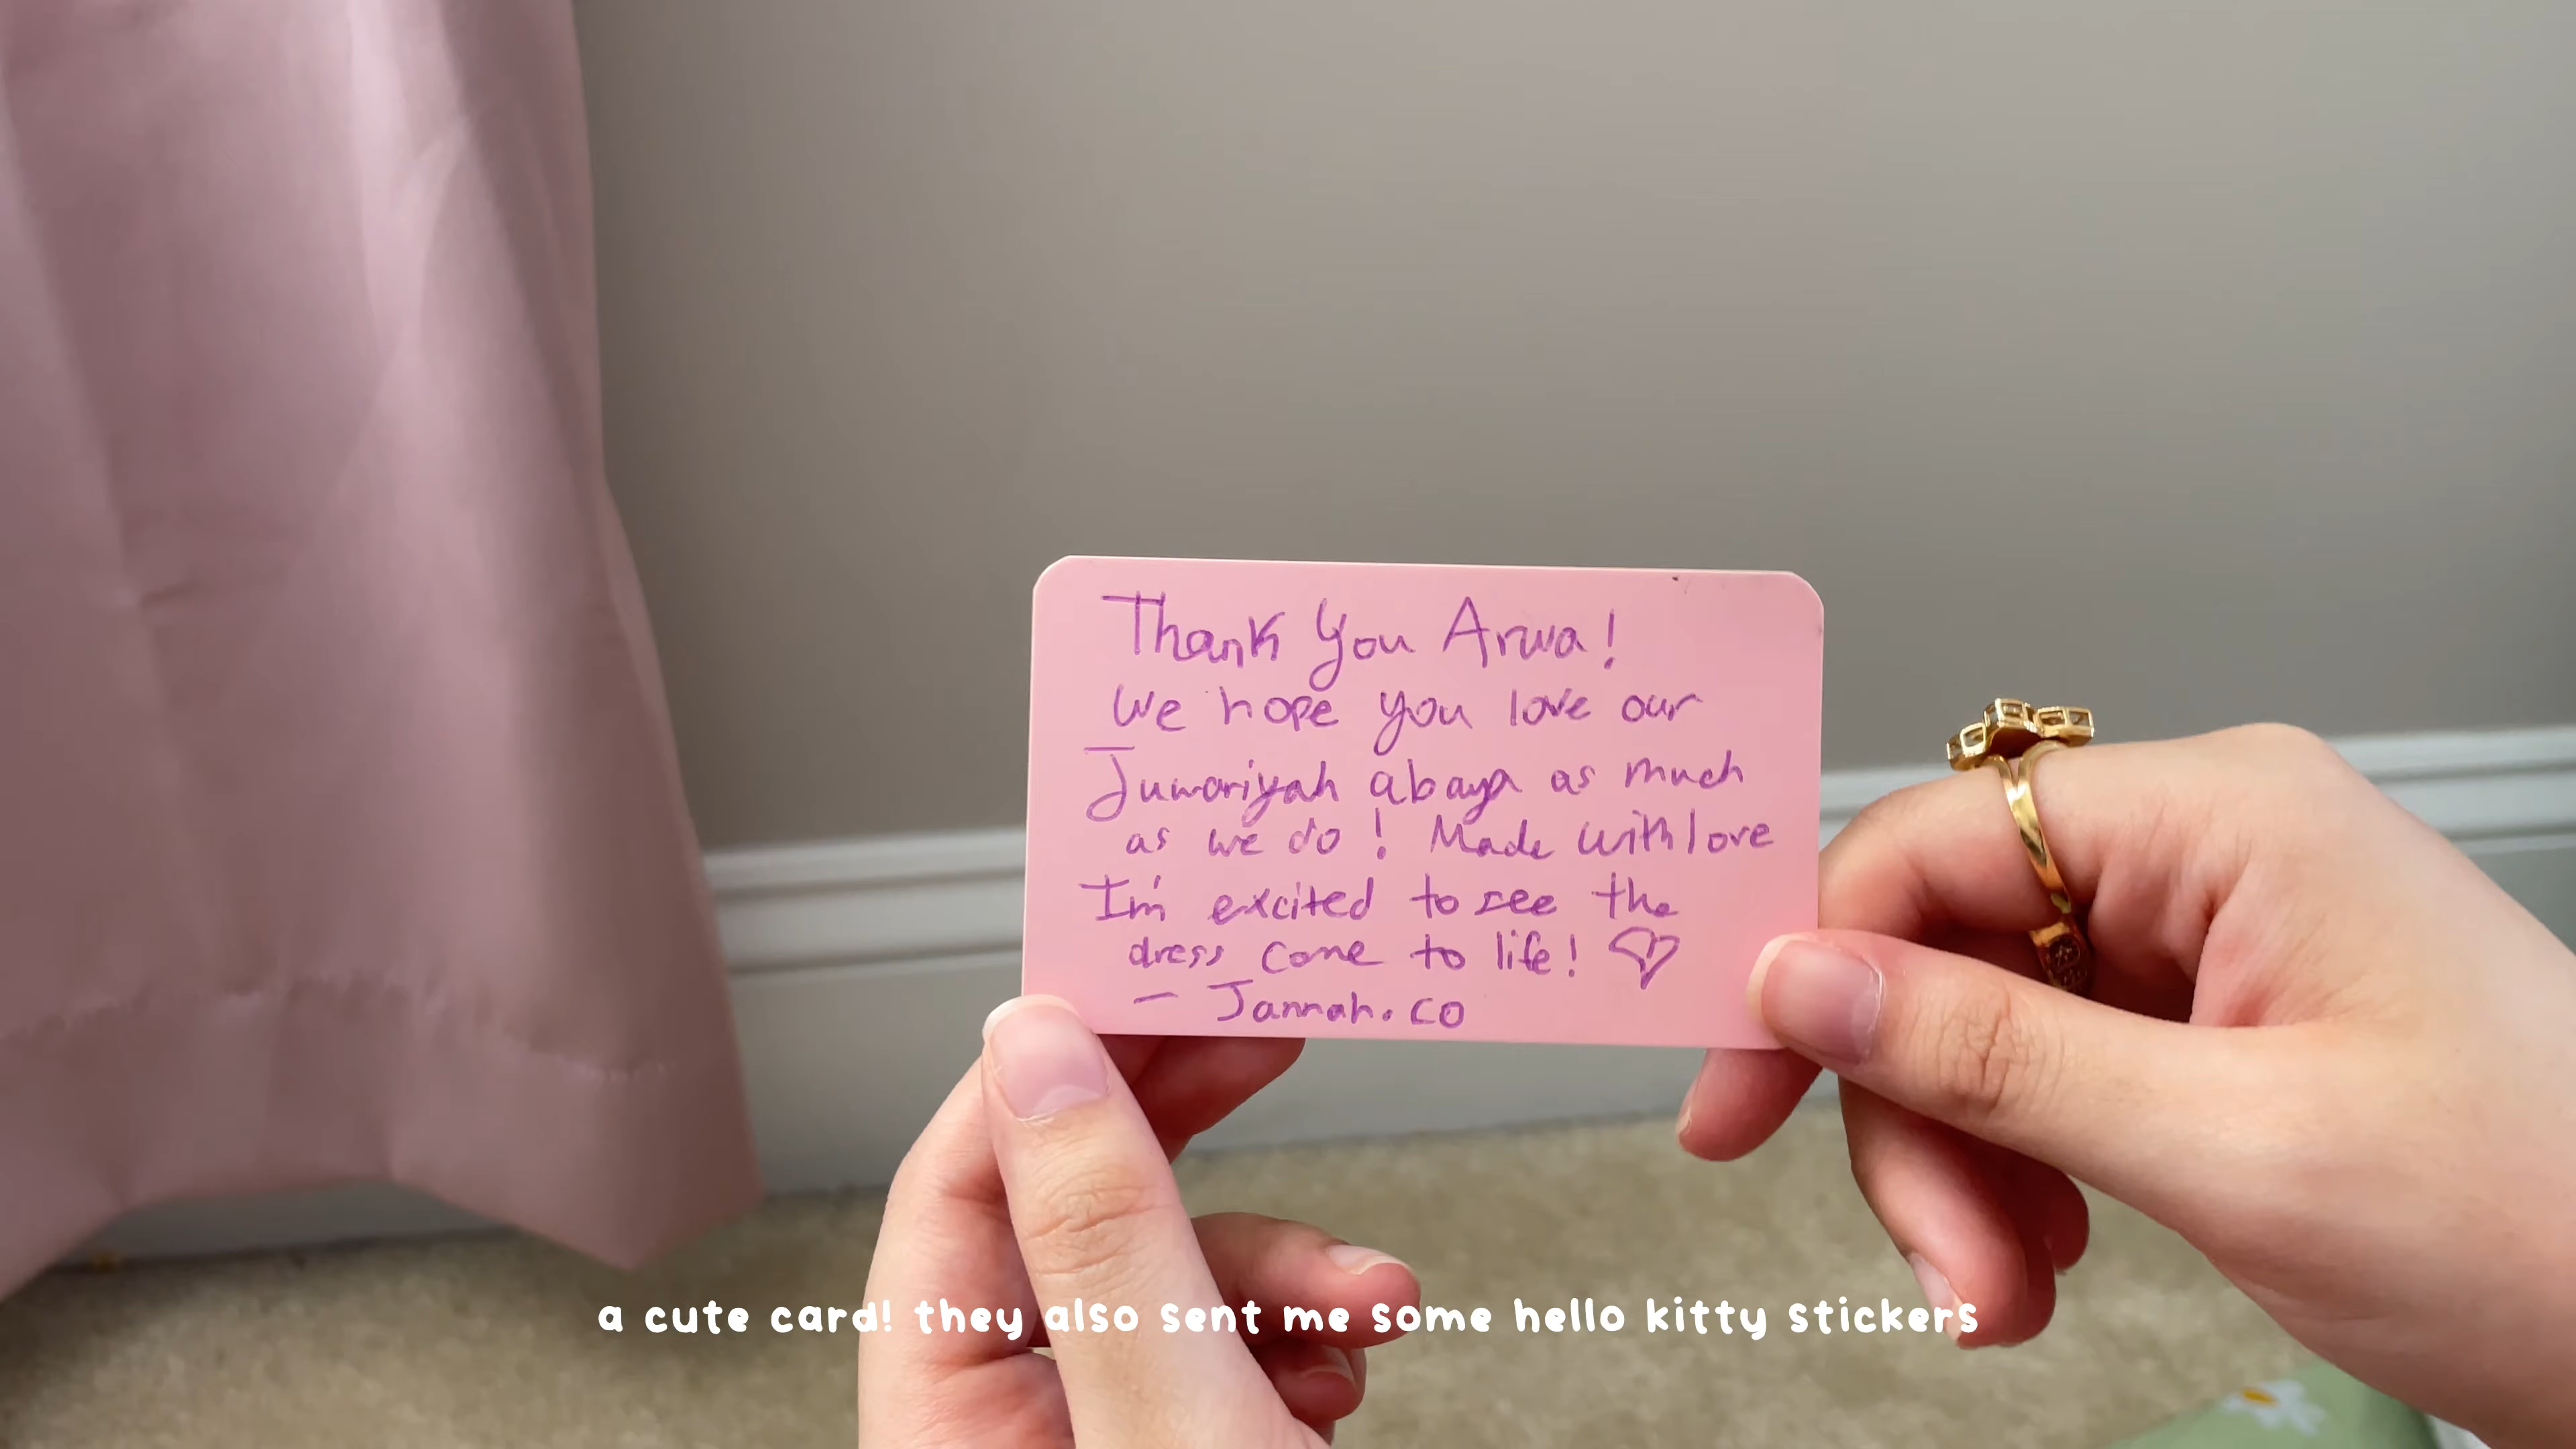 Thank You Arwa!
We hope you love our
Juwariyah abaya as much
as we do! Made with love
I'm excited to see the
dress come to life! ♡
– Jannah.co
a cute card! they also sent me some hello kitty stickers